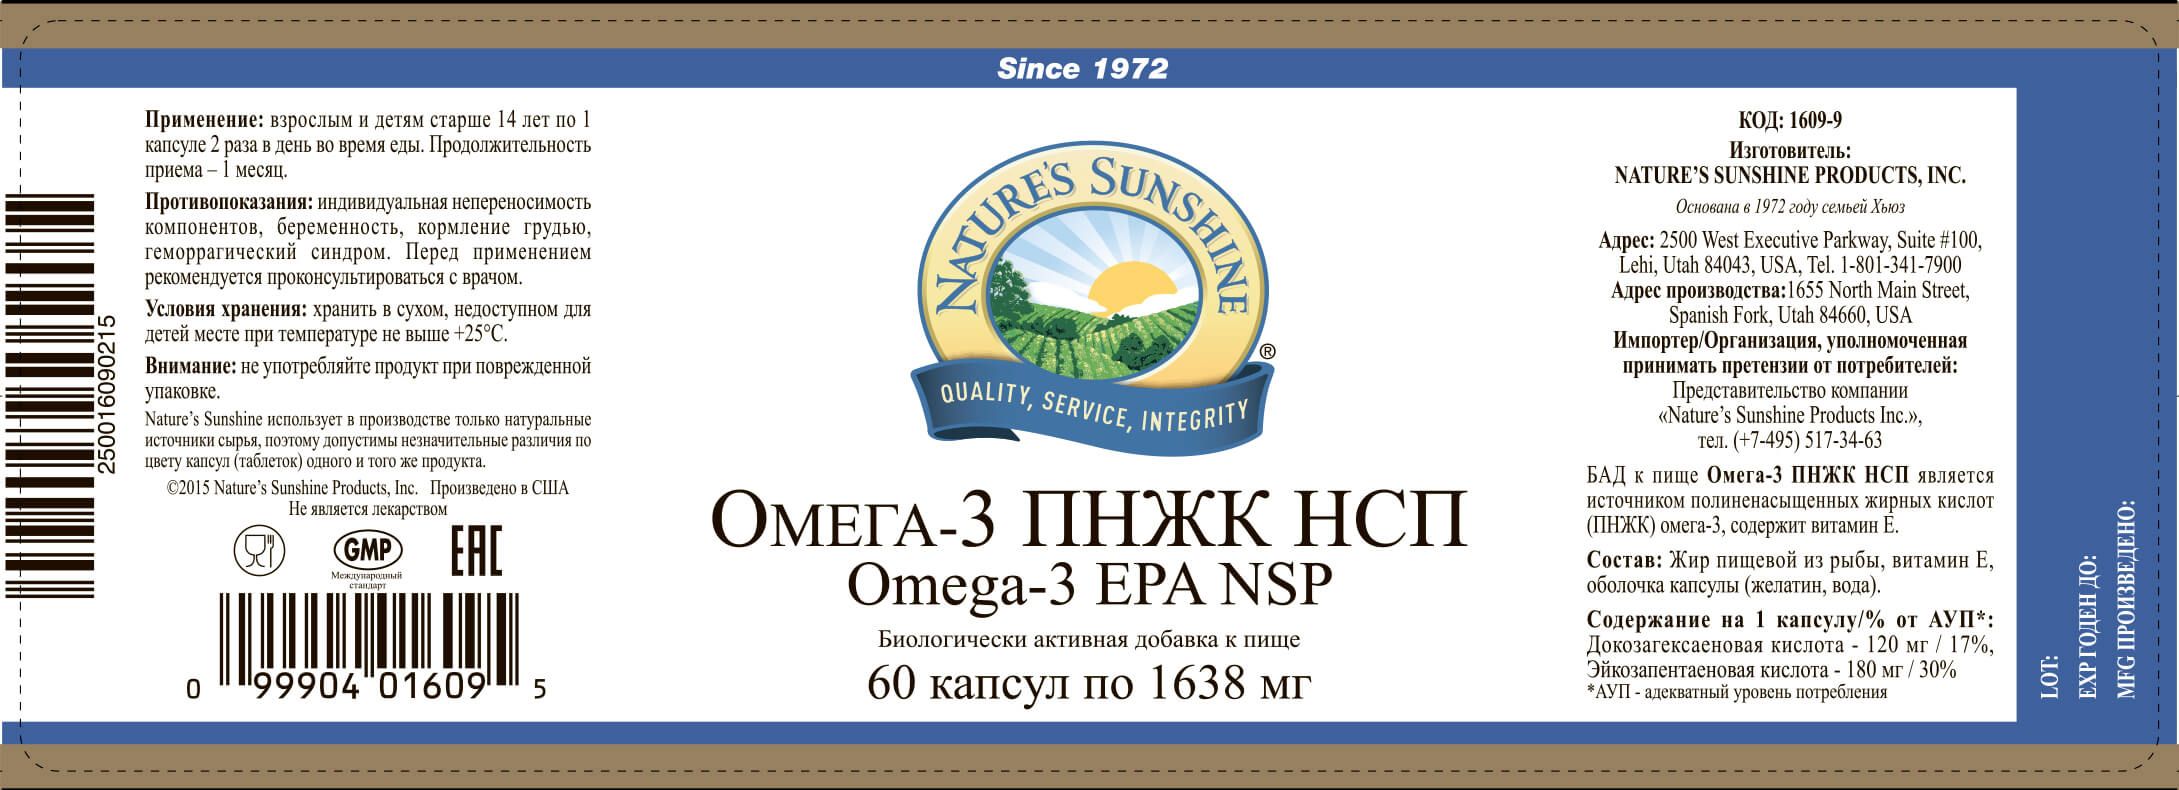 Since 1972
Применение: взрослым и детям старше 14 лет по 1
капсуле 2 раза в день во время еды. Продолжительность
приема – 1 месяц.
Противопоказания: индивидуальная непереносимость
компонентов, беременность, кормление грудью,
геморрагический синдром. Перед применением
рекомендуется проконсультироваться с врачом.
Условия хранения: хранить в сухом, недоступном для
детей месте при температуре не выше +25°C.
Внимание: не употребляйте продукт при поврежденной
упаковке.
Nature's Sunshine использует в производстве только натуральные
источники сырья, поэтому допустимы незначительные различия по
цвету капсул (таблеток) одного и того же продукта.
©2015 Nature's Sunshine Products, Inc. Произведено в США
Не является лекарством
GMP
Международный
стандарт
EAC
0 99904 01609 5
250016090215
NATURE'S SUNSHINE
®
QUALITY, SERVICE, INTEGRITY
Омега-3 ПНЖК НСП
Omega-3 EPA NSP
Биологически активная добавка к пище
60 капсул по 1638 мг
КОД: 1609-9
Изготовитель:
NATURE'S SUNSHINE PRODUCTS, INC.
Основана в 1972 году семьей Хьюз
Адрес: 2500 West Executive Parkway, Suite #100,
Lehi, Utah 84043, USA, Tel. 1-801-341-7900
Адрес производства:1655 North Main Street,
Spanish Fork, Utah 84660, USA
Импортер/Организация, уполномоченная
принимать претензии от потребителей:
Представительство компании
«Nature's Sunshine Products Inc.»,
тел. (+7-495) 517-34-63
БАД к пище Омега-3 ПНЖК НСП является
источником полиненасыщенных жирных кислот
(ПНЖК) омега-3, содержит витамин Е.
Состав: Жир пищевой из рыбы, витамин Е,
оболочка капсулы (желатин, вода).
Содержание на 1 капсулу/% от АУП*:
Докозагексаеновая кислота - 120 мг / 17%,
Эйкозапентаеновая кислота - 180 мг / 30%
*АУП - адекватный уровень потребления
LOT:
EXP ГОДЕН ДО:
MFG ПРОИЗВЕДЕНО: